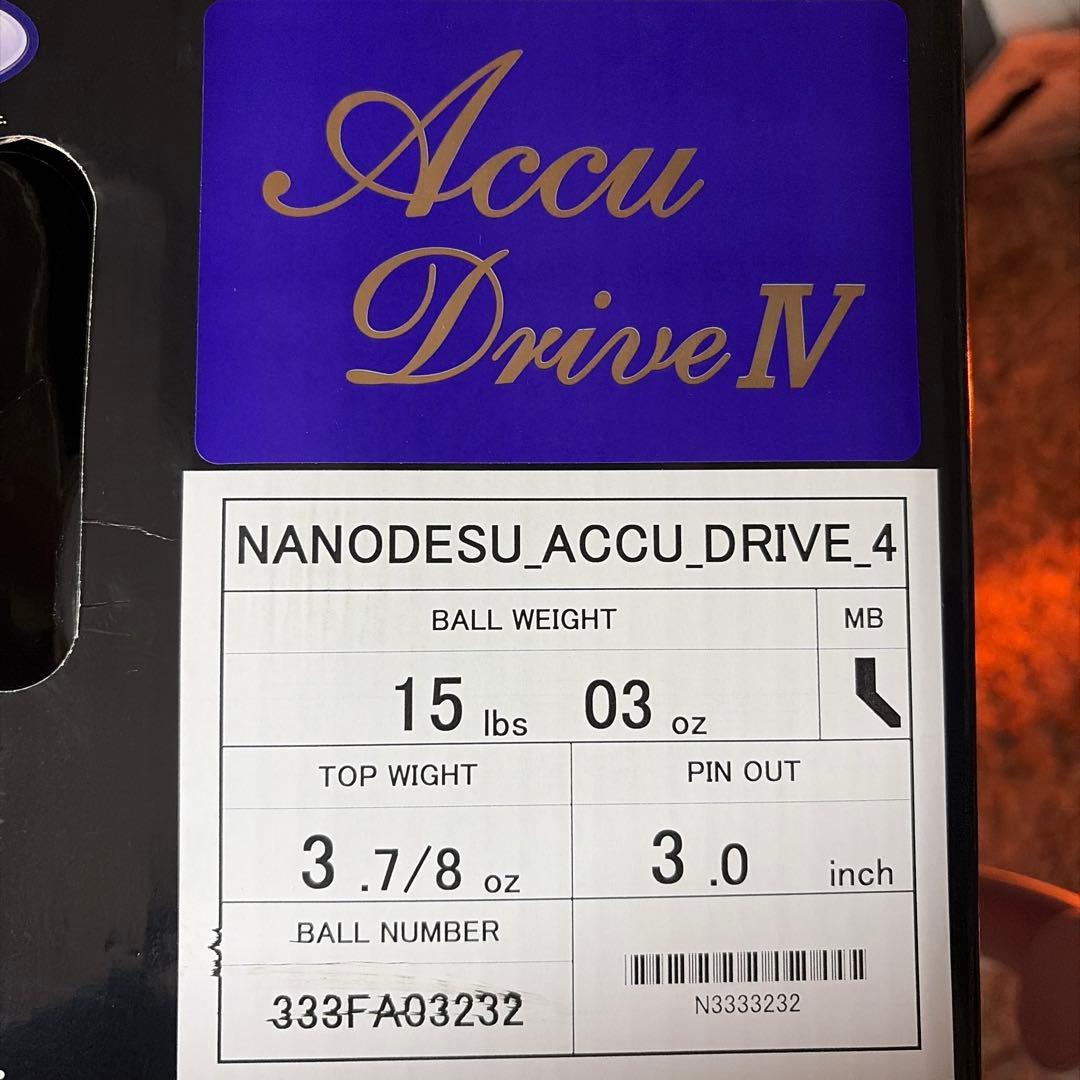 Accu
Drive IV
NANODESU_ACCU_DRIVE_4
BALL WEIGHT
MB
15 lbs 03 oz
TOP WIGHT
PIN OUT
3 .7/8 oz
3 .0 inch
BALL NUMBER
333FA03232
N3333232